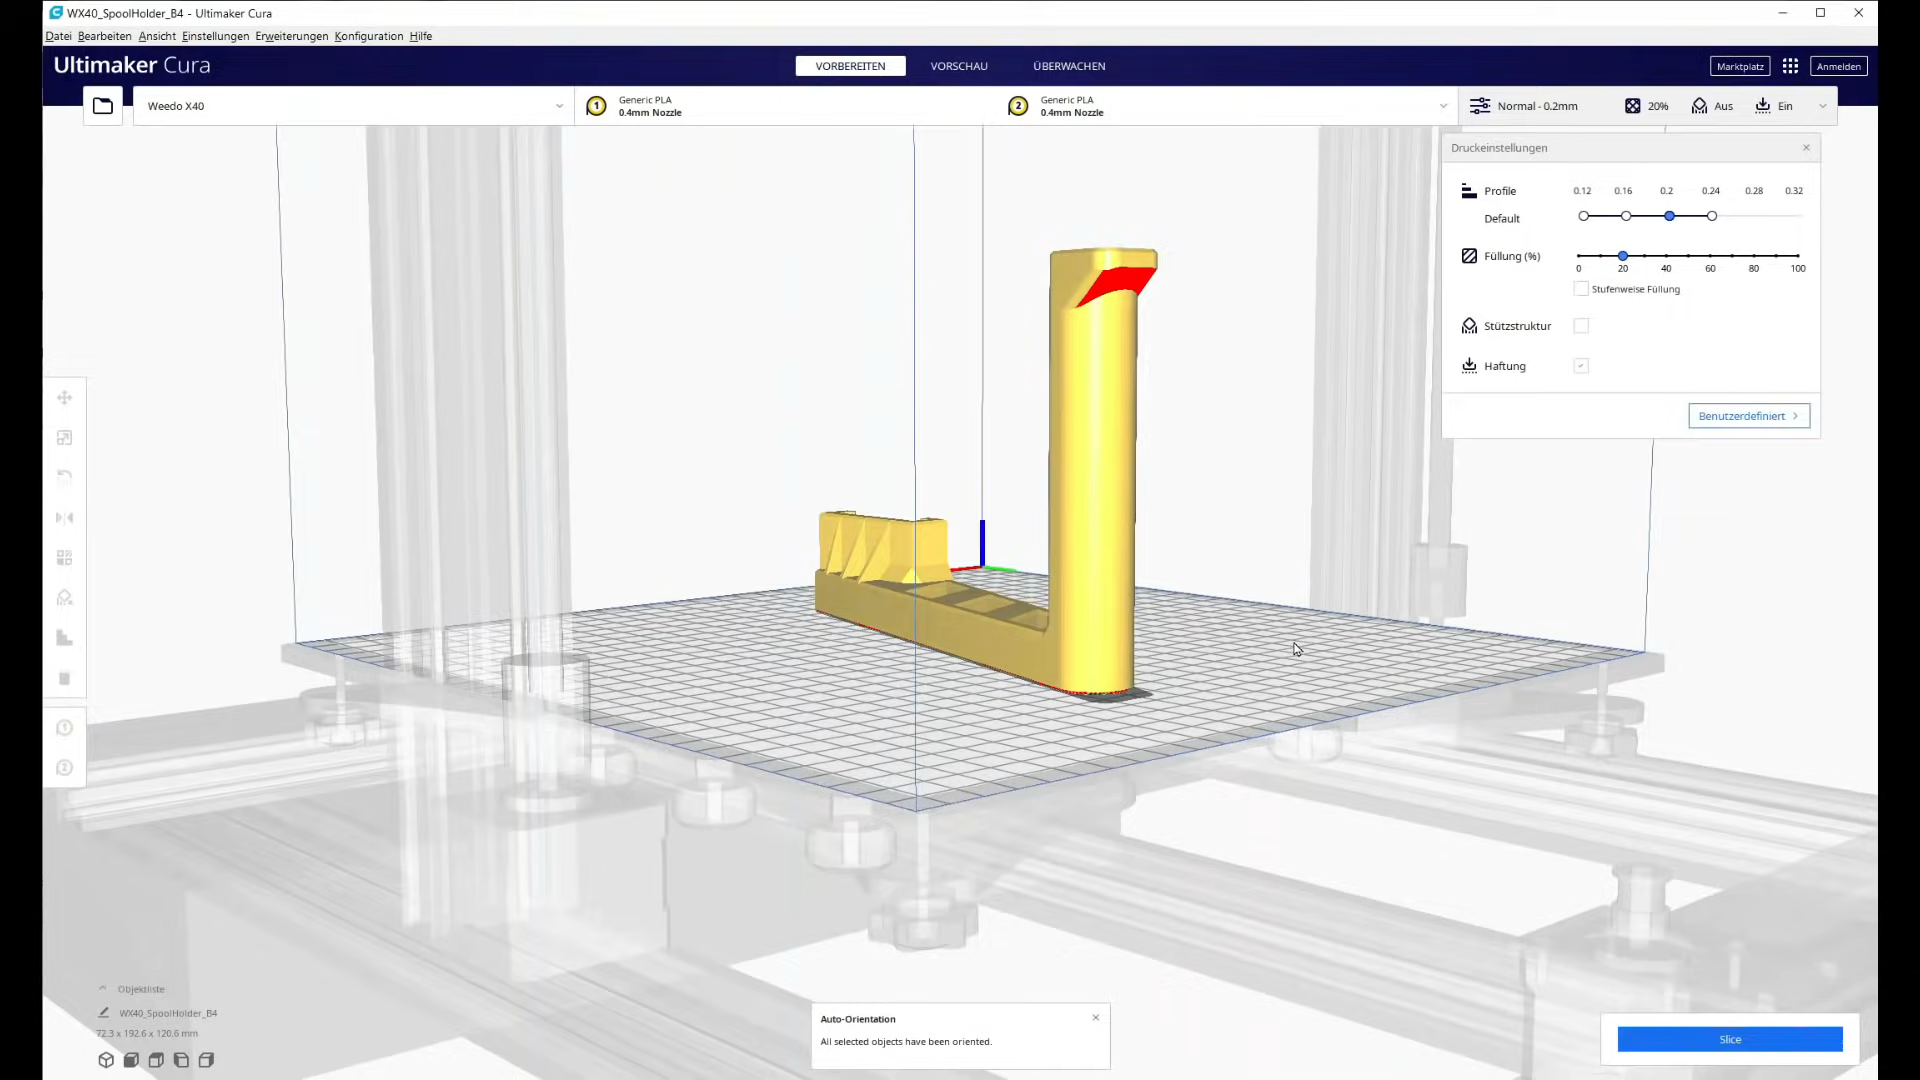 WX40_SpoolHolder_B4 - Ultimaker Cura
Datei Bearbeiten Ansicht Einstellungen Erweiterungen Konfiguration Hilfe
Ultimaker Cura
VORBEREITEN
VORSCHAU
ÜBERWACHEN
Marktplatz
Anmelden
Weedo X40
1
Generic PLA
0.4mm Nozzle
2
Generic PLA
0.4mm Nozzle
Normal - 0.2mm
20%
Aus
Ein
Druckeinstellungen
Profile
0.12 0.16 0.2 0.24 0.28 0.32
Default
Füllung (%)
0 20 40 60 80 100
Stufenweise Füllung
Stützstruktur
Haftung
Benutzerdefiniert
1
2
Objektliste
WX40_SpoolHolder_B4
72.3 x 192.6 x 120.6 mm
Auto-Orientation
All selected objects have been oriented.
Slice